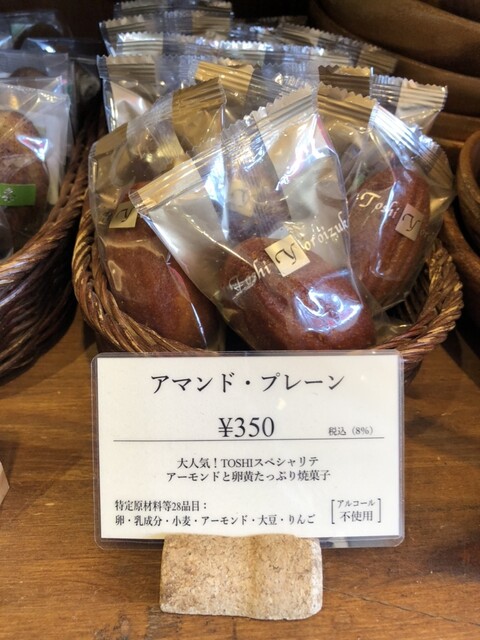 Toshi Y Yoroizuka
アマンド・プレーン
¥350 税込（8%）
大人気！TOSHIスペシャリテ
アーモンドと卵黄たっぷり焼菓子
特定原材料等28品目：
卵・乳成分・小麦・アーモンド・大豆・りんご
アルコール
不使用